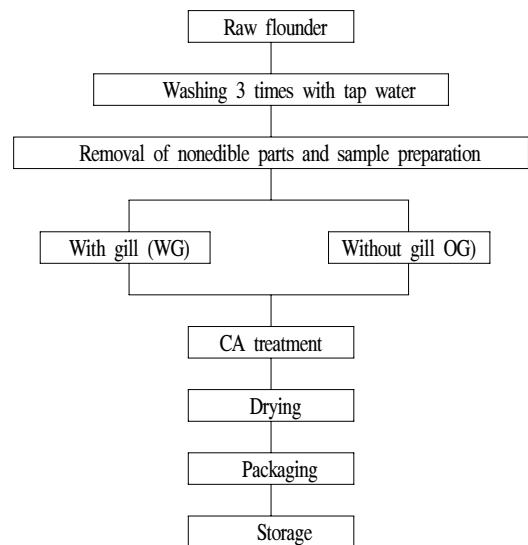 Raw flounder
Washing 3 times with tap water
Removal of nonedible parts and sample preparation
With gill (WG)
Without gill OG)
CA treatment
Drying
Packaging
Storage